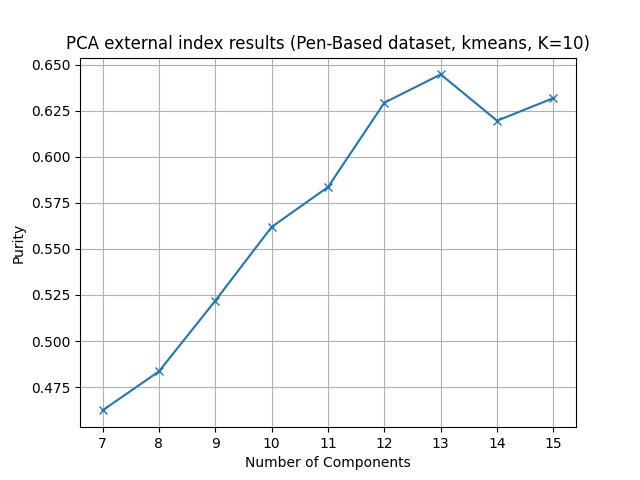 PCA external index results (Pen-Based dataset, kmeans, K=10)
0.650
0.625
0.600
0.575
0.550
0.525
0.500
0.475
Purity
7 8 9 10 11 12 13 14 15
Number of Components